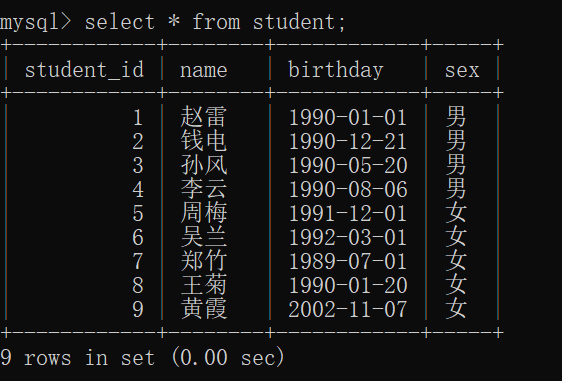 mysql> select * from student;
+------------+--------+------------+-----+
| student_id | name   | birthday   | sex |
+------------+--------+------------+-----+
|          1 | 赵雷   | 1990-01-01 | 男  |
|          2 | 钱电   | 1990-12-21 | 男  |
|          3 | 孙风   | 1990-05-20 | 男  |
|          4 | 李云   | 1990-08-06 | 男  |
|          5 | 周梅   | 1991-12-01 | 女  |
|          6 | 吴兰   | 1992-03-01 | 女  |
|          7 | 郑竹   | 1989-07-01 | 女  |
|          8 | 王菊   | 1990-01-20 | 女  |
|          9 | 黄霞   | 2002-11-07 | 女  |
+------------+--------+------------+-----+
9 rows in set (0.00 sec)